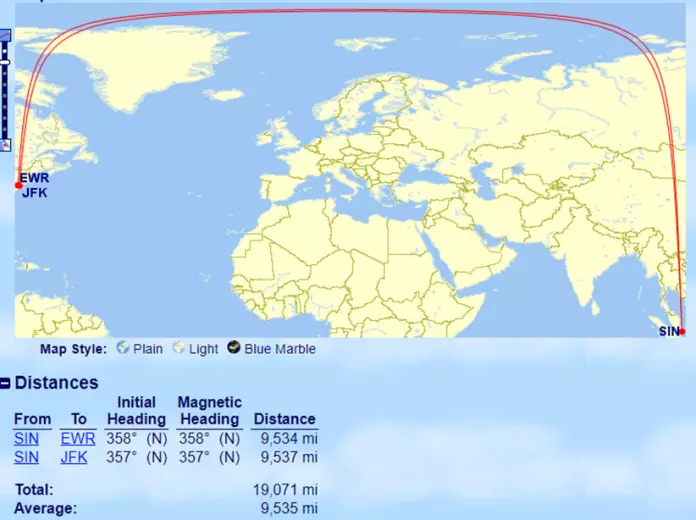 EWR
JFK
SIN
Map Style: Plain Light Blue Marble
Distances
Initial Magnetic
From To Heading Heading Distance
SIN EWR 358° (N) 358° (N) 9,534 mi
SIN JFK 357° (N) 357° (N) 9,537 mi
Total: 19,071 mi
Average: 9,535 mi